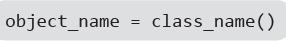 object_name = class_name()